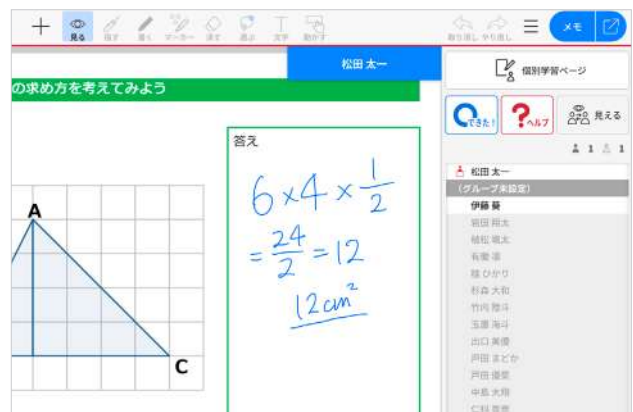 見る
指す
書く
マーカー
消す
選ぶ
文字
動かす
取り消し やり直し
メモ
松田 太一
の求め方を考えてみよう
答え
6×4×1/2
=24/2=12
12cm²
A
C
個別学習ページ
できた!
ヘルプ
見える
1 1
松田 太一
(グループ未設定)
伊藤 葵
岩田 翔太
植松 颯太
有働 凛
陸 ひかり
杉森 大和
竹内 陸斗
玉置 海斗
出口 美優
戸田 まどか
戸田 優菜
中島 大翔